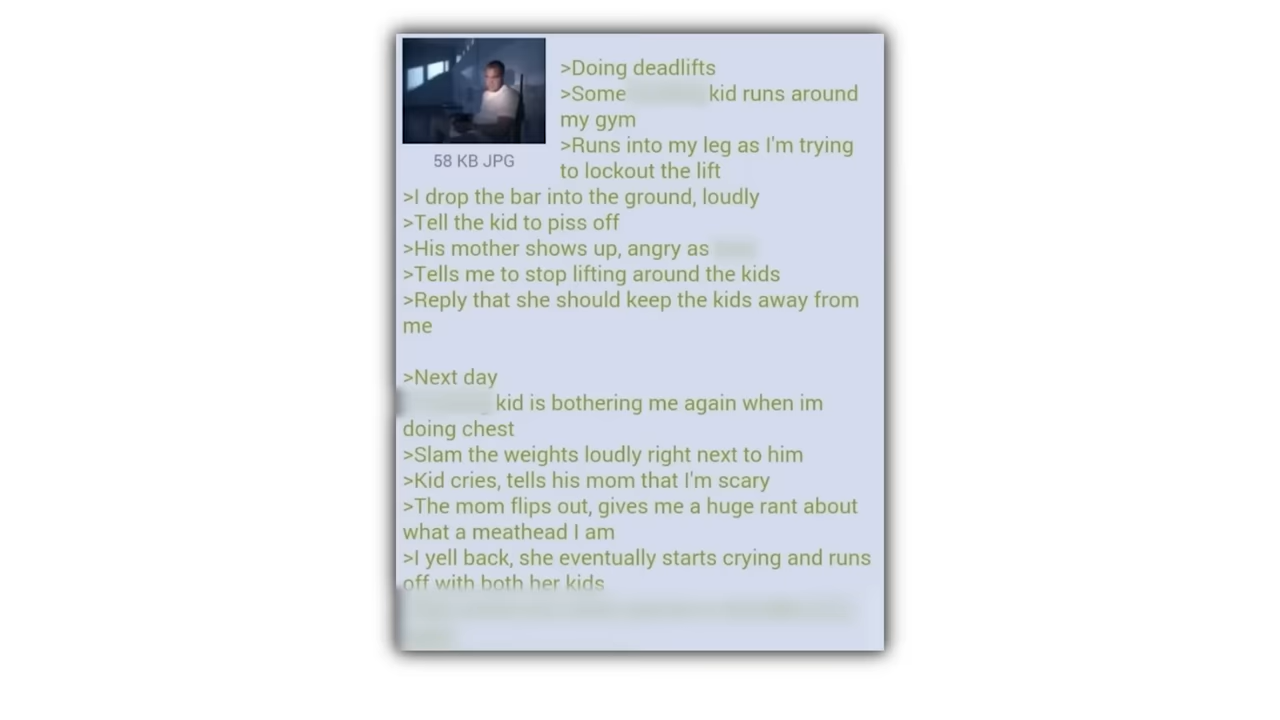 >Doing deadlifts
>Some kid runs around
my gym
>Runs into my leg as I'm trying
to lockout the lift
58 KB JPG
>I drop the bar into the ground, loudly
>Tell the kid to piss off
>His mother shows up, angry as
>Tells me to stop lifting around the kids
>Reply that she should keep the kids away from
me
>Next day
kid is bothering me again when im
doing chest
>Slam the weights loudly right next to him
>Kid cries, tells his mom that I'm scary
>The mom flips out, gives me a huge rant about
what a meathead I am
>I yell back, she eventually starts crying and runs
off with both her kids